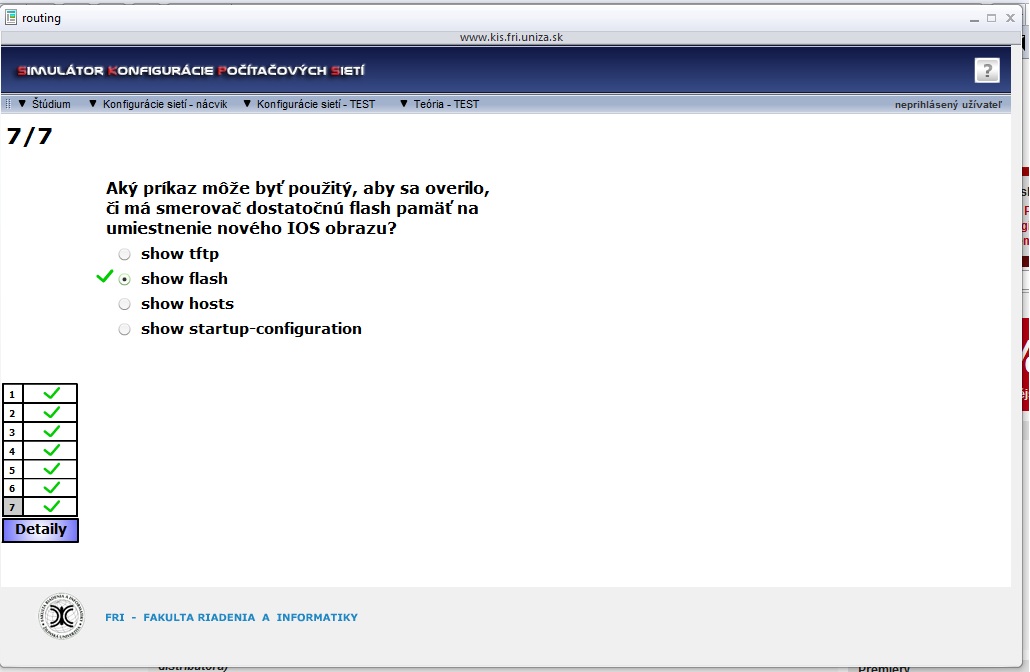 routing
www.kis.fri.uniza.sk
SIMULÁTOR KONFIGURÁCIE POČÍTAČOVÝCH SIETÍ
?
▼ Štúdium ▼ Konfigurácie sietí - nácvik ▼ Konfigurácie sietí - TEST ▼ Teória - TEST neprihlásený užívateľ
7/7
Aký príkaz môže byť použitý, aby sa overilo,
či má smerovač dostatočnú flash pamäť na
umiestnenie nového IOS obrazu?
show tftp
show flash
show hosts
show startup-configuration
1
2
3
4
5
6
7
Detaily
FRI - FAKULTA RIADENIA A INFORMATIKY
distribútora)
Premiéry